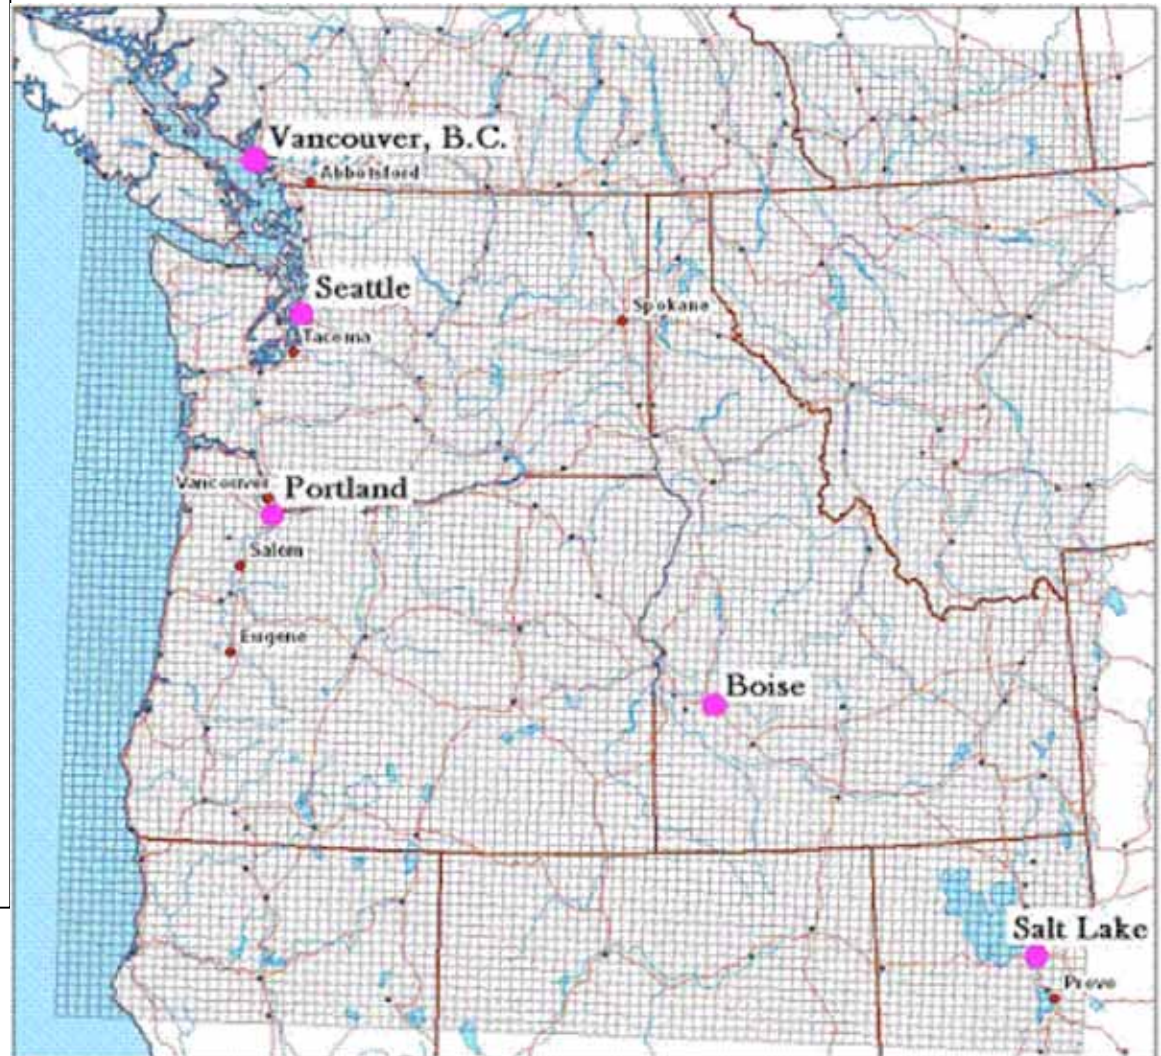 Vancouver, B.C.
Abbotsford
Seattle
Spokane
Tacoma
Vancouver
Portland
Salem
Eugene
Boise
Salt Lake
Provo